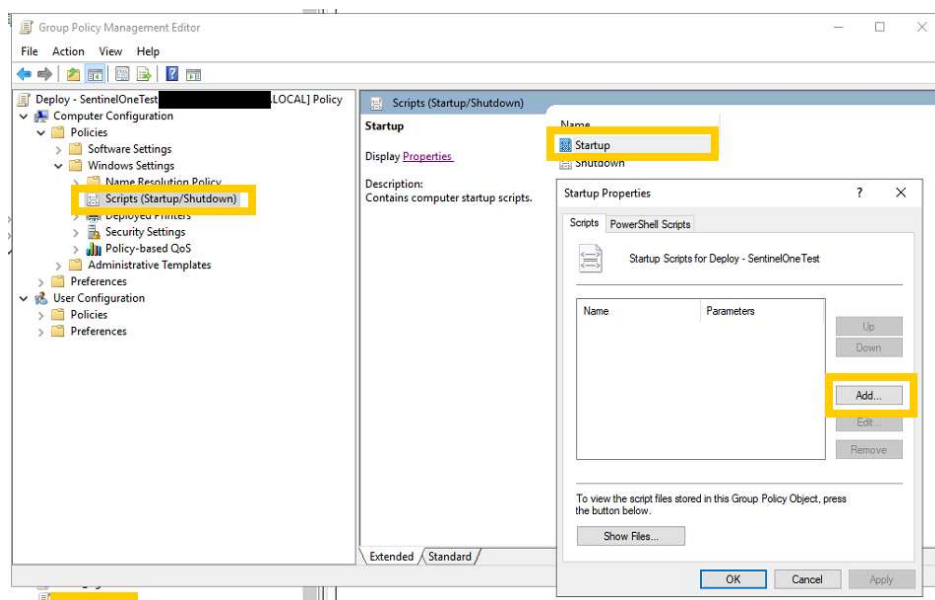 Group Policy Management Editor
File Action View Help
Deploy - SentinelOneTest .LOCAL] Policy
Computer Configuration
Policies
Software Settings
Windows Settings
Name Resolution Policy
Scripts (Startup/Shutdown)
Deployed Printers
Security Settings
Policy-based QoS
Administrative Templates
Preferences
User Configuration
Policies
Preferences
Scripts (Startup/Shutdown)
Startup
Display Properties
Description:
Contains computer startup scripts.
Name
Startup
Shutdown
Extended Standard
Startup Properties
Scripts PowerShell Scripts
Startup Scripts for Deploy - SentinelOneTest
Name Parameters
Up
Down
Add...
Edit...
Remove
To view the script files stored in this Group Policy Object, press
the button below.
Show Files...
OK Cancel Apply